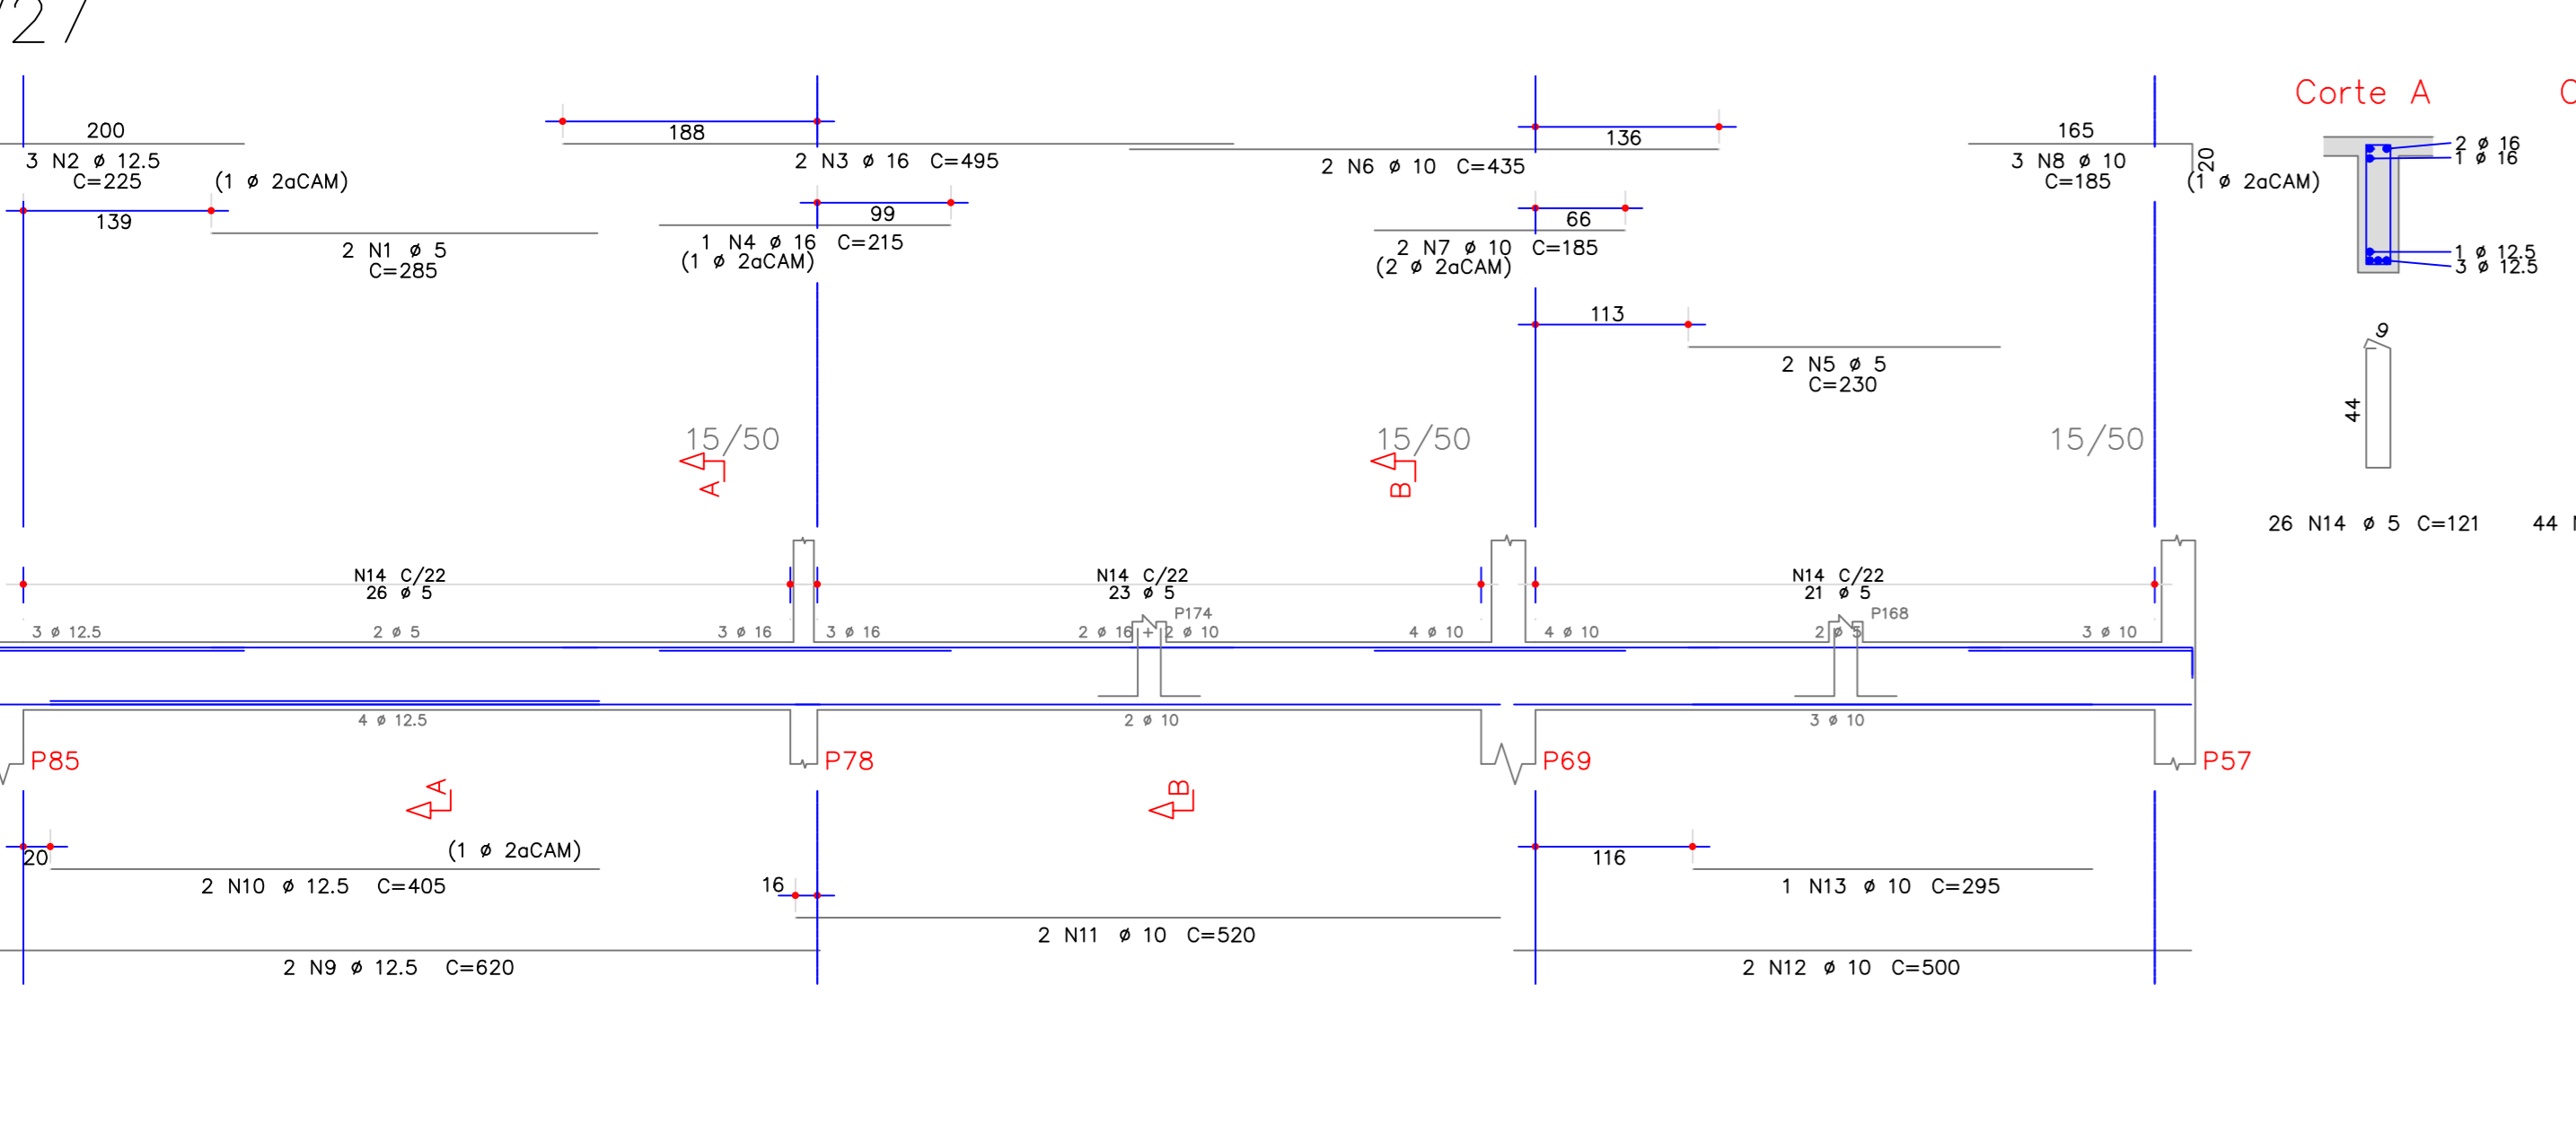 /27
Corte A
200
3 N2 ø 12.5
C=225
(1 ø 2aCAM)
139
2 N1 ø 5
C=285
188
2 N3 ø 16 C=495
99
1 N4 ø 16 C=215
(1 ø 2aCAM)
136
2 N6 ø 10 C=435
66
2 N7 ø 10 C=185
(2 ø 2aCAM)
113
2 N5 ø 5
C=230
165
3 N8 ø 10
C=185
20
(1 ø 2aCAM)
2 ø 16
1 ø 16
1 ø 12.5
3 ø 12.5
9
44
26 N14 ø 5 C=121
44
15/50
A
15/50
B
15/50
N14 C/22
26 ø 5
N14 C/22
23 ø 5
N14 C/22
21 ø 5
P174
P168
3 ø 12.5
2 ø 5
3 ø 16
3 ø 16
2 ø 16 + 2 ø 10
4 ø 10
4 ø 10
2 ø 5
3 ø 10
4 ø 12.5
2 ø 10
3 ø 10
P85
P78
P69
P57
A
B
20
(1 ø 2aCAM)
2 N10 ø 12.5 C=405
16
116
1 N13 ø 10 C=295
2 N11 ø 10 C=520
2 N9 ø 12.5 C=620
2 N12 ø 10 C=500